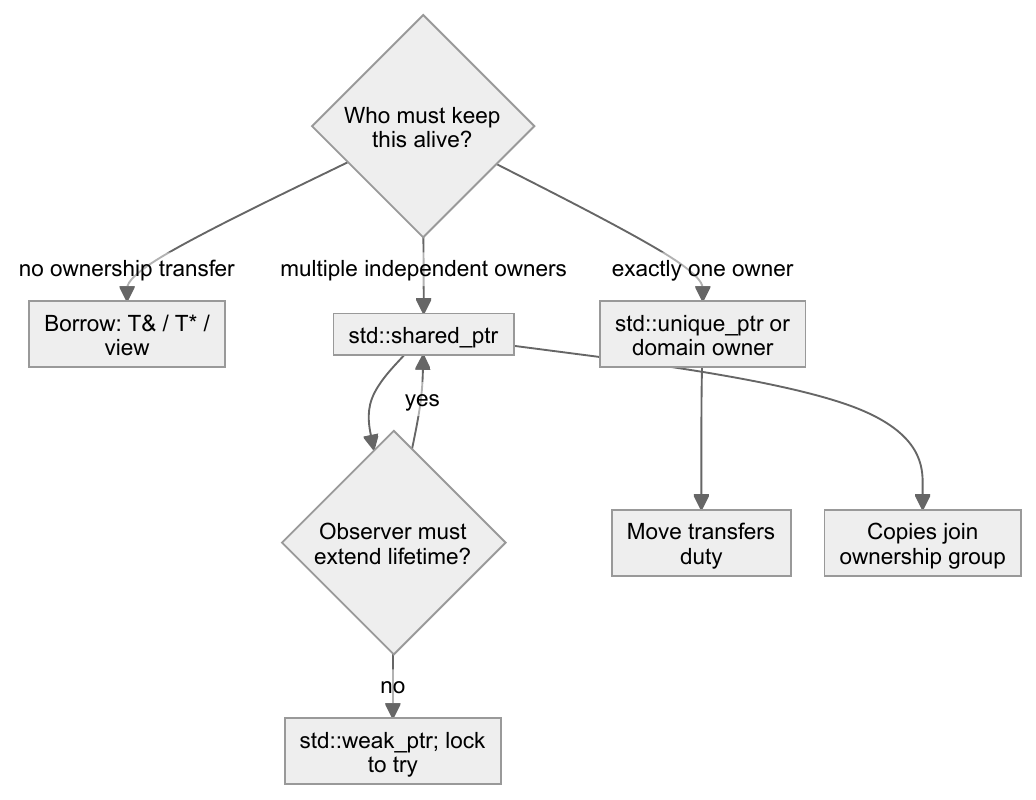 Who must keep
this alive?
no ownership transfer
multiple independent owners
exactly one owner
Borrow: T& / T* /
view
std::shared_ptr
std::unique_ptr or
domain owner
yes
Observer must
extend lifetime?
Move transfers
duty
Copies join
ownership group
no
std::weak_ptr; lock
to try